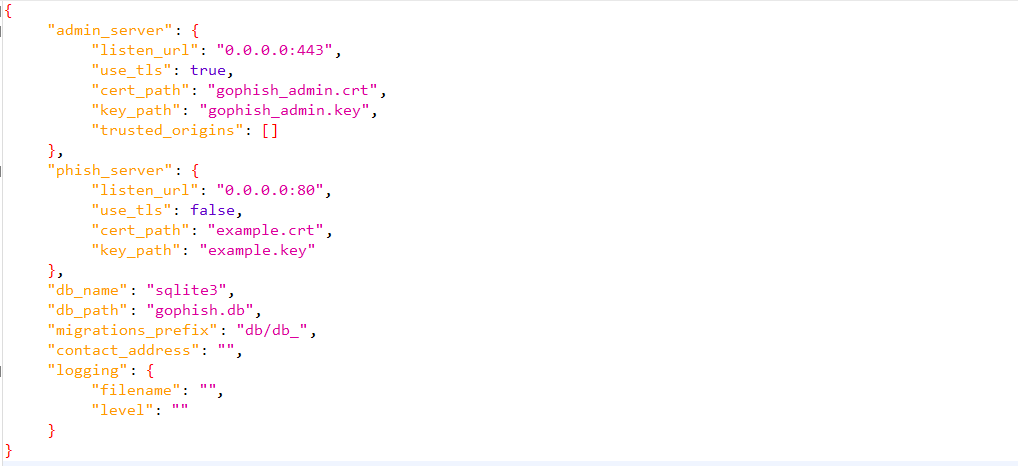 {
"admin_server": {
"listen_url": "0.0.0.0:443",
"use_tls": true,
"cert_path": "gophish_admin.crt",
"key_path": "gophish_admin.key",
"trusted_origins": []
},
"phish_server": {
"listen_url": "0.0.0.0:80",
"use_tls": false,
"cert_path": "example.crt",
"key_path": "example.key"
},
"db_name": "sqlite3",
"db_path": "gophish.db",
"migrations_prefix": "db/db_",
"contact_address": "",
"logging": {
"filename": "",
"level": ""
}
}